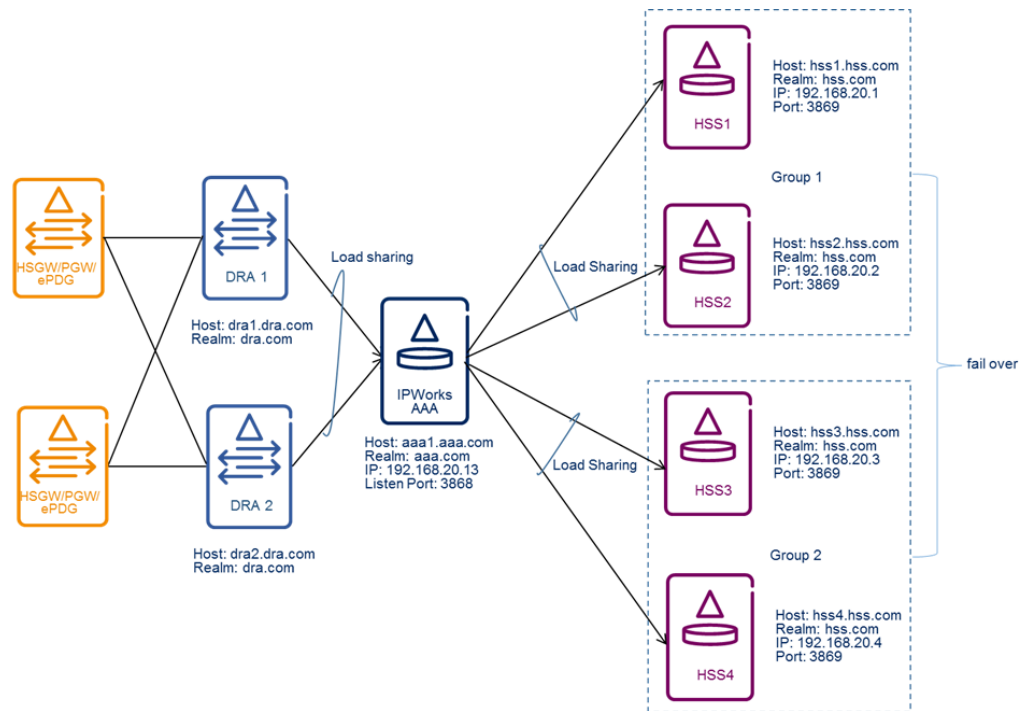 HSGW/PGW/
ePDG
HSGW/PGW/
ePDG
DRA 1
Host: dra1.dra.com
Realm: dra.com
DRA 2
Host: dra2.dra.com
Realm: dra.com
Load sharing
IPWorks
AAA
Host: aaa1.aaa.com
Realm: aaa.com
IP: 192.168.20.13
Listen Port: 3868
Load Sharing
Load Sharing
HSS1
Host: hss1.hss.com
Realm: hss.com
IP: 192.168.20.1
Port: 3869
Group 1
HSS2
Host: hss2.hss.com
Realm: hss.com
IP: 192.168.20.2
Port: 3869
HSS3
Host: hss3.hss.com
Realm: hss.com
IP: 192.168.20.3
Port: 3869
Group 2
HSS4
Host: hss4.hss.com
Realm: hss.com
IP: 192.168.20.4
Port: 3869
fail over